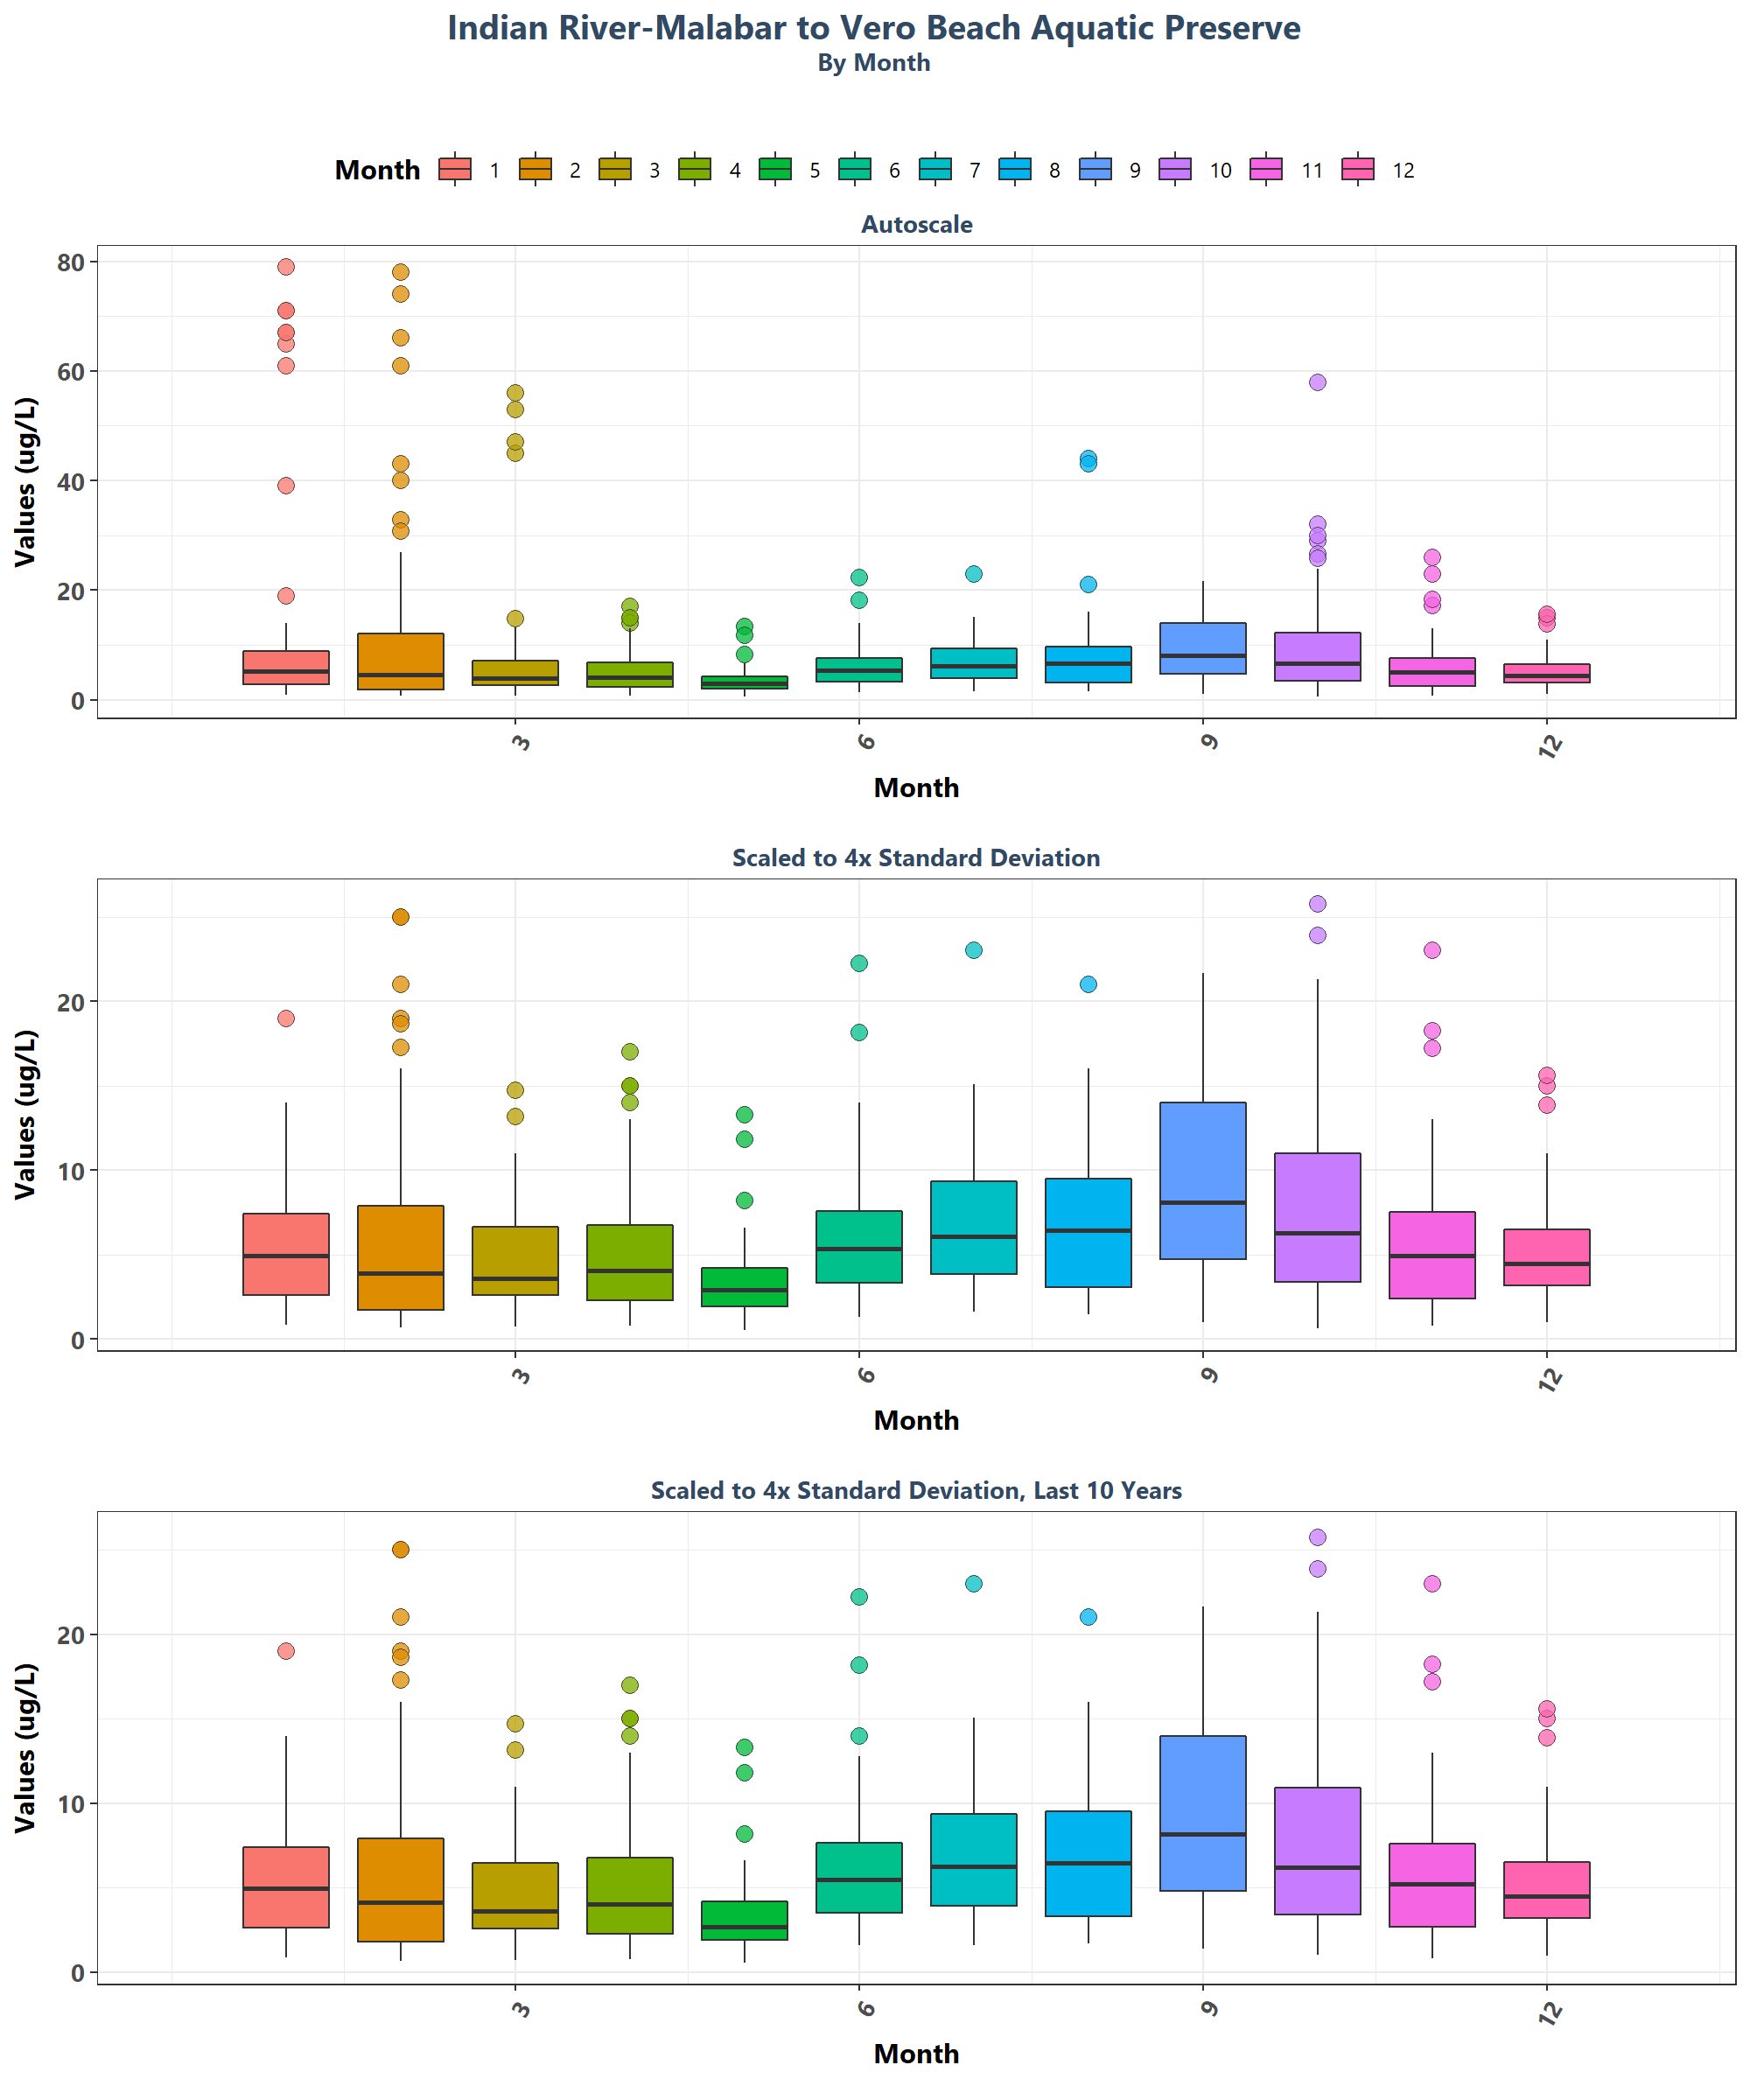 Indian River-Malabar to Vero Beach Aquatic Preserve
By Month
Month 1 2 3 4 5 6 7 8 9 10 11 12
Autoscale
Values (ug/L)
80
60
40
20
0
3 6 9 12
Month
Scaled to 4x Standard Deviation
Values (ug/L)
20
10
0
3 6 9 12
Month
Scaled to 4x Standard Deviation, Last 10 Years
Values (ug/L)
20
10
0
3 6 9 12
Month